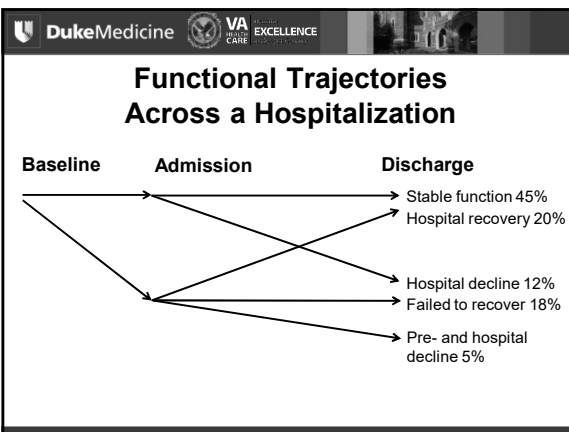 DukeMedicine
VA
HEALTH
CARE
EXCELLENCE
Functional Trajectories
Across a Hospitalization
Baseline
Admission
Discharge
Stable function 45%
Hospital recovery 20%
Hospital decline 12%
Failed to recover 18%
Pre- and hospital
decline 5%